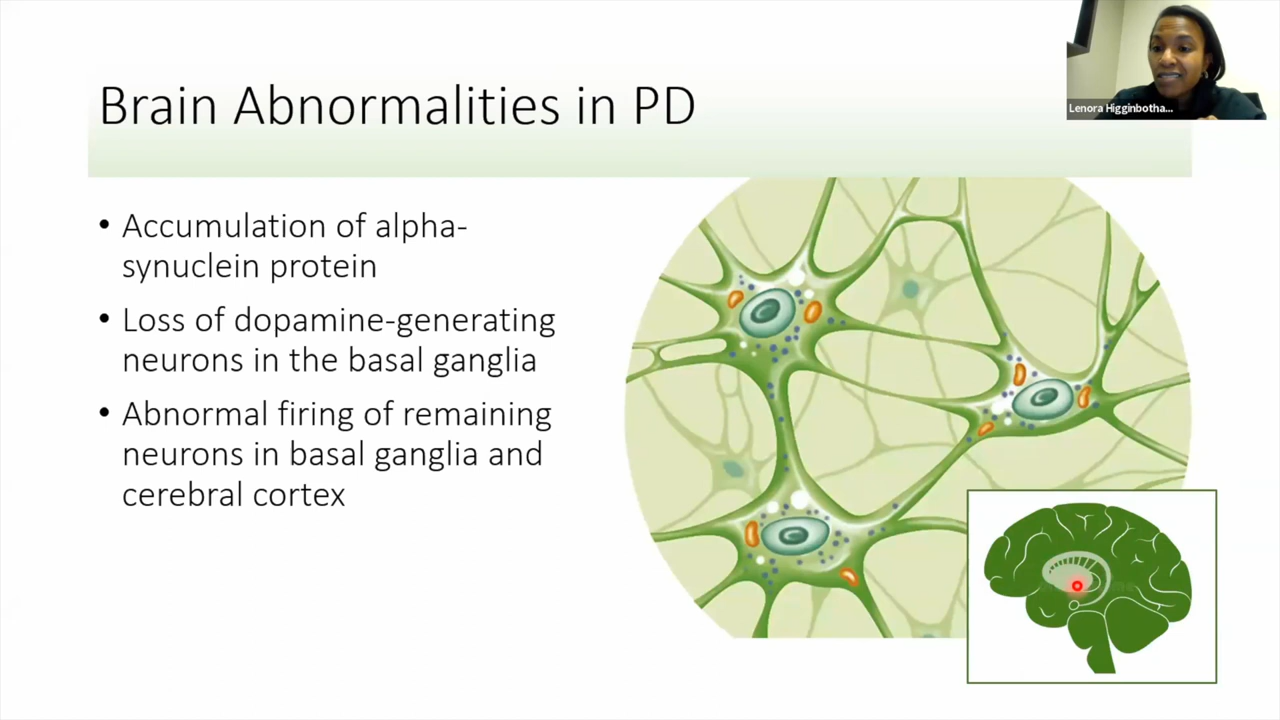 Lenora Higginbotha...
Brain Abnormalities in PD
• Accumulation of alpha-
synuclein protein
• Loss of dopamine-generating
neurons in the basal ganglia
• Abnormal firing of remaining
neurons in basal ganglia and
cerebral cortex